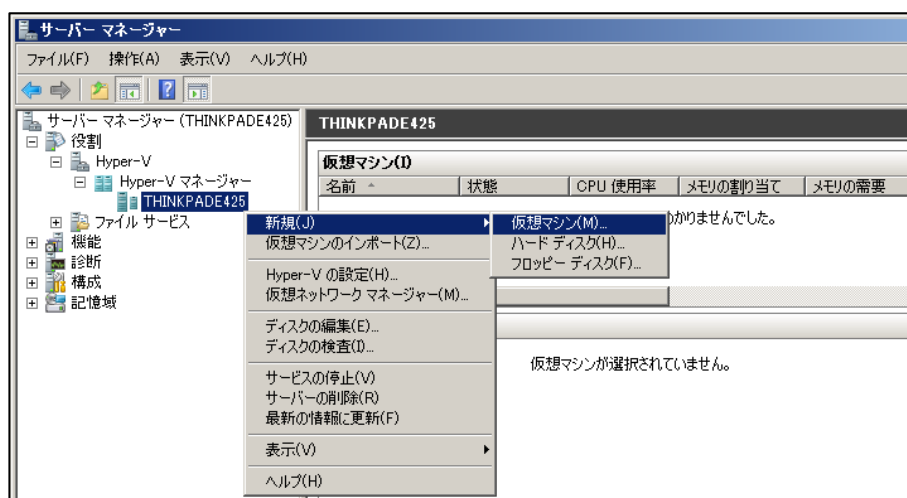 サーバー マネージャー
ファイル(F) 操作(A) 表示(V) ヘルプ(H)
サーバー マネージャー (THINKPADE425)
役割
Hyper-V
Hyper-V マネージャー
THINKPADE425
ファイル サービス
機能
診断
構成
記憶域
THINKPADE425
仮想マシン(I)
名前 状態 CPU 使用率 メモリの割り当て メモリの需要
つかりませんでした。
新規(J)
仮想マシンのインポート(Z)...
Hyper-V の設定(H)...
仮想ネットワーク マネージャー(M)...
ディスクの編集(E)...
ディスクの検査(I)...
サービスの停止(V)
サーバーの削除(R)
最新の情報に更新(F)
表示(V)
ヘルプ(H)
仮想マシン(M)...
ハード ディスク(H)...
フロッピー ディスク(F)...
仮想マシンが選択されていません。